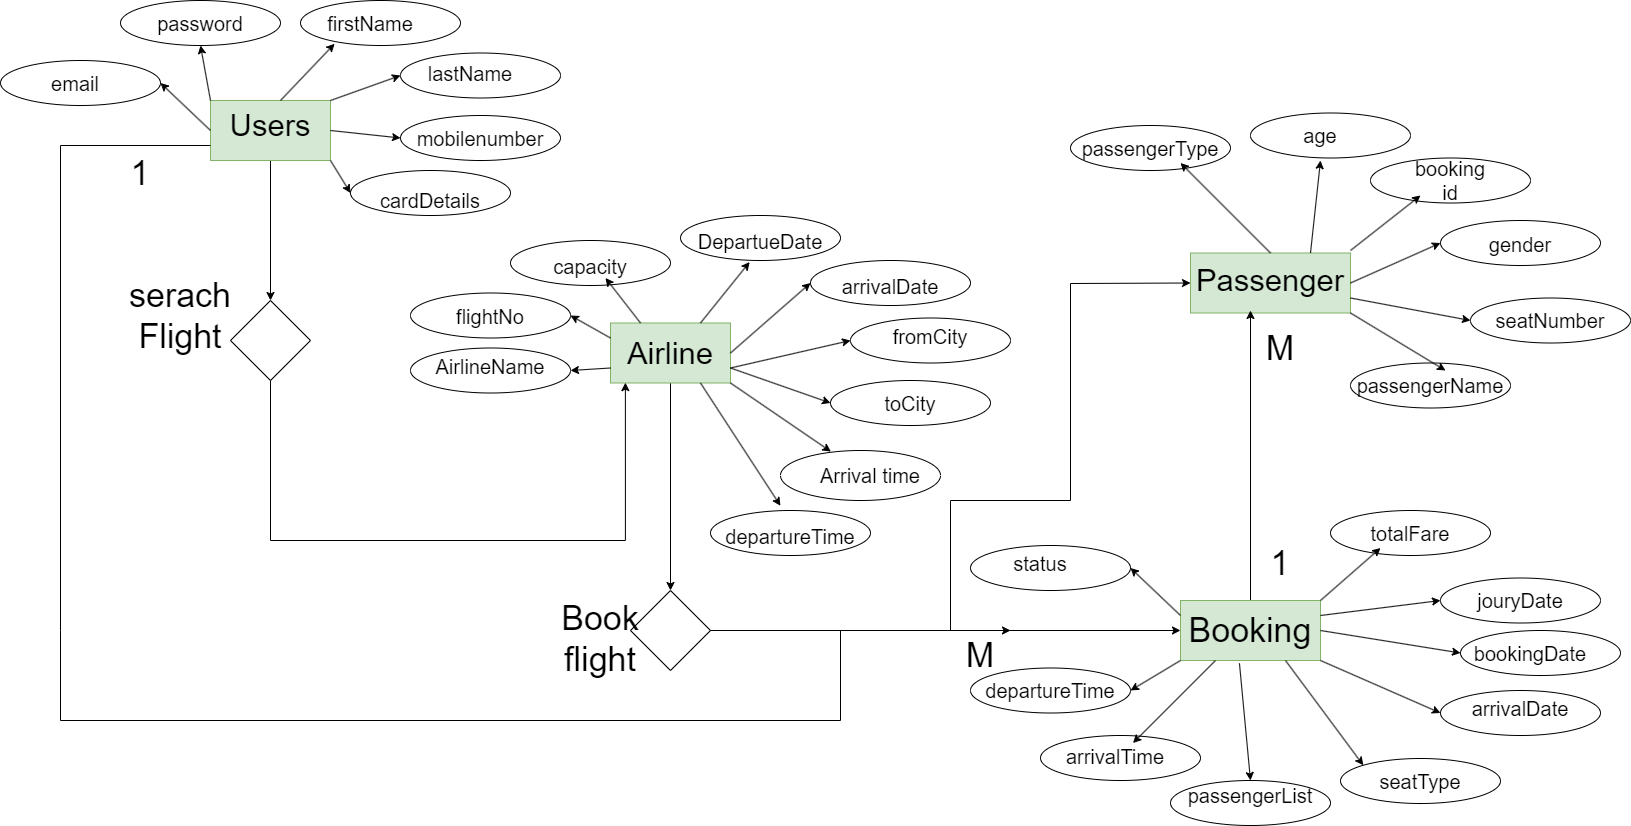 password
firstName
email
lastName
Users
mobilenumber
1
cardDetails
passengerType
age
booking
id
gender
Passenger
seatNumber
M
passengerName
DepartueDate
capacity
arrivalDate
serach
Flight
flightNo
fromCity
Airline
AirlineName
toCity
Arrival time
departureTime
totalFare
status
1
jouryDate
Book
flight
Booking
M
bookingDate
departureTime
arrivalDate
arrivalTime
seatType
passengerList